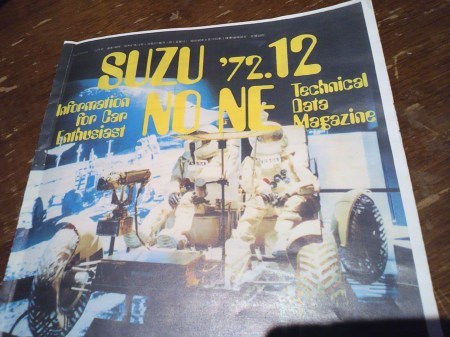 SUZU '72.12
NO NE
Information
for Car
Enthusiast
Technical
Data
Magazine